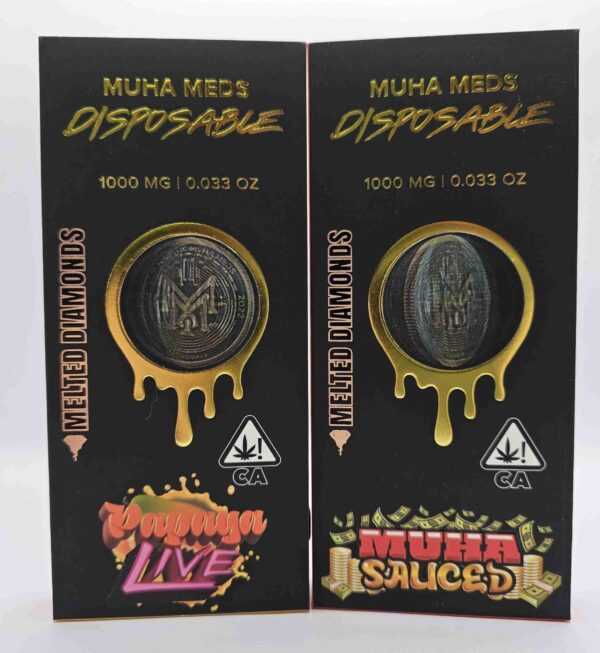 MUHA MEDS
DISPOSABLE
1000 MG | 0.033 OZ
MELTED DIAMONDS
2022
CA
Papaya
LIVE
MUHA MEDS
DISPOSABLE
1000 MG | 0.033 OZ
MELTED DIAMONDS
CA
MUHA
SAUCED